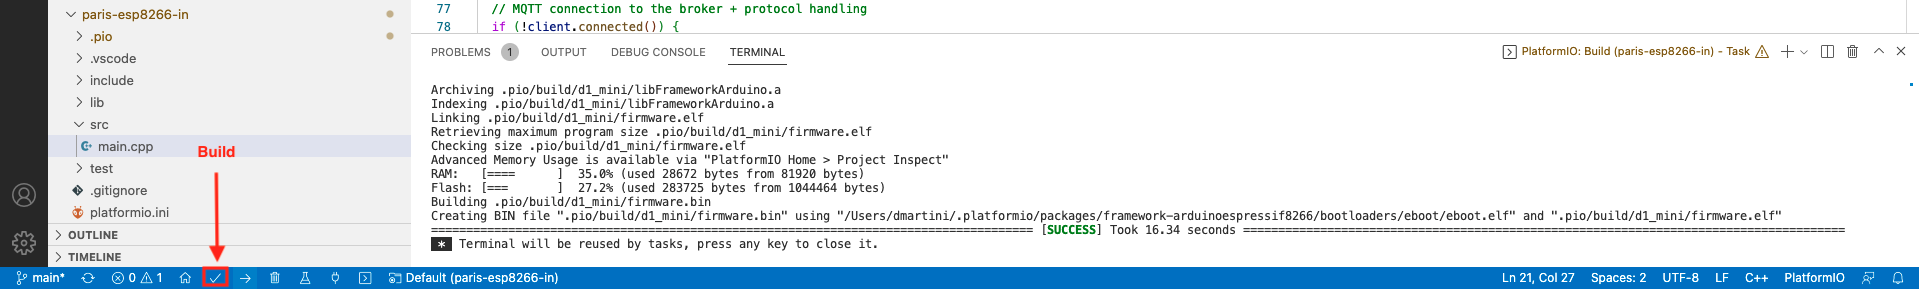 paris-esp8266-in
.pio
.vscode
include
lib
src
main.cpp
test
.gitignore
platformio.ini
OUTLINE
TIMELINE
Build
77 // MQTT connection to the broker + protocol handling
78 if (!client.connected()) {
PROBLEMS 1 OUTPUT DEBUG CONSOLE TERMINAL
PlatformIO: Build (paris-esp8266-in) - Task
Archiving .pio/build/d1_mini/libFrameworkArduino.a
Indexing .pio/build/d1_mini/libFrameworkArduino.a
Linking .pio/build/d1_mini/firmware.elf
Retrieving maximum program size .pio/build/d1_mini/firmware.elf
Checking size .pio/build/d1_mini/firmware.elf
Advanced Memory Usage is available via "PlatformIO Home > Project Inspect"
RAM:   [====      ]  35.0% (used 28672 bytes from 81920 bytes)
Flash: [===       ]  27.2% (used 283725 bytes from 1044464 bytes)
Building .pio/build/d1_mini/firmware.bin
Creating BIN file ".pio/build/d1_mini/firmware.bin" using "/Users/dmartini/.platformio/packages/framework-arduinoespressif8266/bootloaders/eboot/eboot.elf" and ".pio/build/d1_mini/firmware.elf"
[SUCCESS] Took 16.34 seconds
* Terminal will be reused by tasks, press any key to close it.
main* 0 1 Default (paris-esp8266-in) Ln 21, Col 27 Spaces: 2 UTF-8 LF C++ PlatformIO